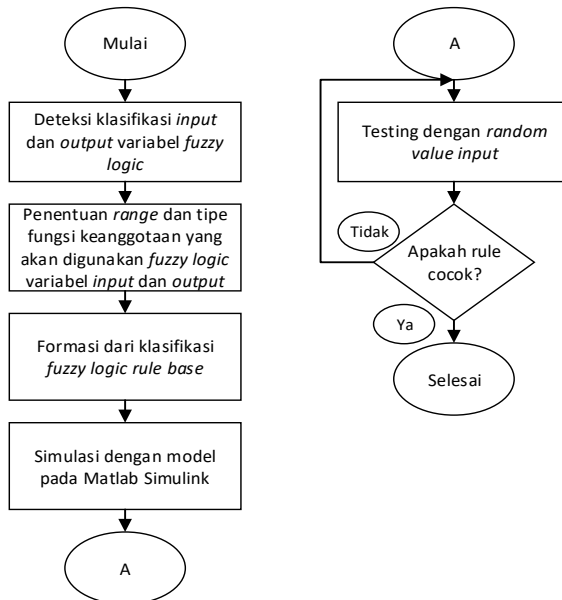 Mulai
Deteksi klasifikasi input
dan output variabel fuzzy
logic
Penentuan range dan tipe
fungsi keanggotaan yang
akan digunakan fuzzy logic
variabel input dan output
Formasi dari klasifikasi
fuzzy logic rule base
Simulasi dengan model
pada Matlab Simulink
A
A
Testing dengan random
value input
Tidak
Apakah rule
cocok?
Ya
Selesai